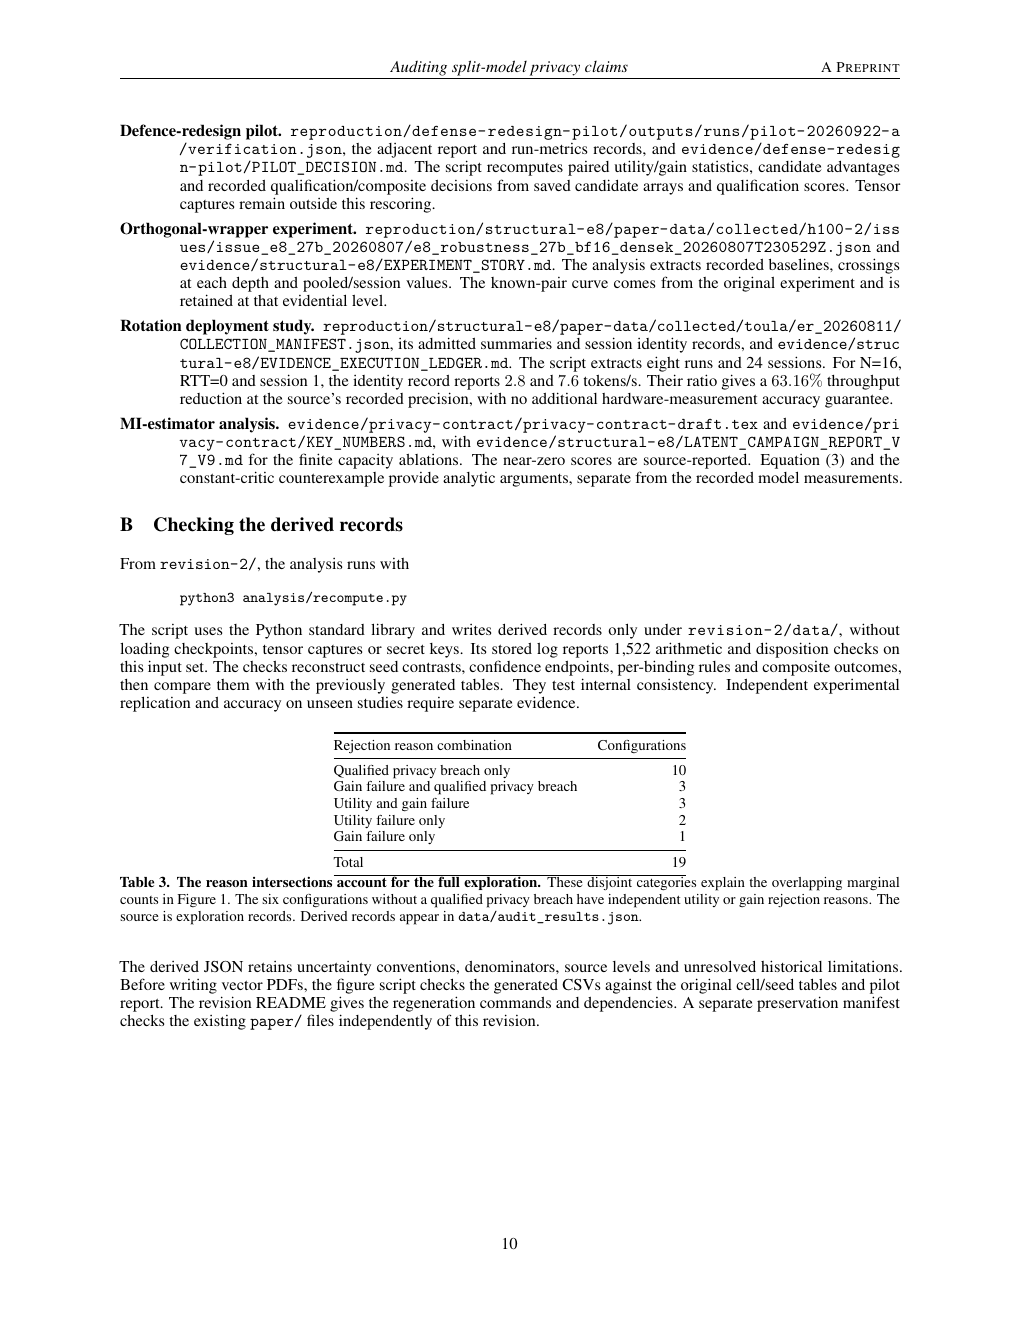 Auditing split-model privacy claims
A PREPRINT
Defence-redesign pilot. reproduction/defense-redesign-pilot/outputs/runs/pilot-20260922-a
/verification.json, the adjacent report and run-metrics records, and evidence/defense-redesig
n-pilot/PILOT_DECISION.md. The script recomputes paired utility/gain statistics, candidate advantages
and recorded qualification/composite decisions from saved candidate arrays and qualification scores. Tensor
captures remain outside this rescoring.
Orthogonal-wrapper experiment. reproduction/structural-e8/paper-data/collected/h100-2/iss
ues/issue_e8_27b_20260807/e8_robustness_27b_bf16_densek_20260807T230529Z.json and
evidence/structural-e8/EXPERIMENT_STORY.md. The analysis extracts recorded baselines, crossings
at each depth and pooled/session values. The known-pair curve comes from the original experiment and is
retained at that evidential level.
Rotation deployment study. reproduction/structural-e8/paper-data/collected/toula/er_20260811/
COLLECTION_MANIFEST.json, its admitted summaries and session identity records, and evidence/struc
tural-e8/EVIDENCE_EXECUTION_LEDGER.md. The script extracts eight runs and 24 sessions. For N=16,
RTT=0 and session 1, the identity record reports 2.8 and 7.6 tokens/s. Their ratio gives a 63.16% throughput
reduction at the source's recorded precision, with no additional hardware-measurement accuracy guarantee.
MI-estimator analysis. evidence/privacy-contract/privacy-contract-draft.tex and evidence/pri
vacy-contract/KEY_NUMBERS.md, with evidence/structural-e8/LATENT_CAMPAIGN_REPORT_V
7_V9.md for the finite capacity ablations. The near-zero scores are source-reported. Equation (3) and the
constant-critic counterexample provide analytic arguments, separate from the recorded model measurements.
B Checking the derived records
From revision-2/, the analysis runs with
python3 analysis/recompute.py
The script uses the Python standard library and writes derived records only under revision-2/data/, without
loading checkpoints, tensor captures or secret keys. Its stored log reports 1,522 arithmetic and disposition checks on
this input set. The checks reconstruct seed contrasts, confidence endpoints, per-binding rules and composite outcomes,
then compare them with the previously generated tables. They test internal consistency. Independent experimental
replication and accuracy on unseen studies require separate evidence.
Rejection reason combination Configurations
Qualified privacy breach only 10
Gain failure and qualified privacy breach 3
Utility and gain failure 3
Utility failure only 2
Gain failure only 1
Total 19
Table 3. The reason intersections account for the full exploration. These disjoint categories explain the overlapping marginal
counts in Figure 1. The six configurations without a qualified privacy breach have independent utility or gain rejection reasons. The
source is exploration records. Derived records appear in data/audit_results.json.
The derived JSON retains uncertainty conventions, denominators, source levels and unresolved historical limitations.
Before writing vector PDFs, the figure script checks the generated CSVs against the original cell/seed tables and pilot
report. The revision README gives the regeneration commands and dependencies. A separate preservation manifest
checks the existing paper/ files independently of this revision.
10